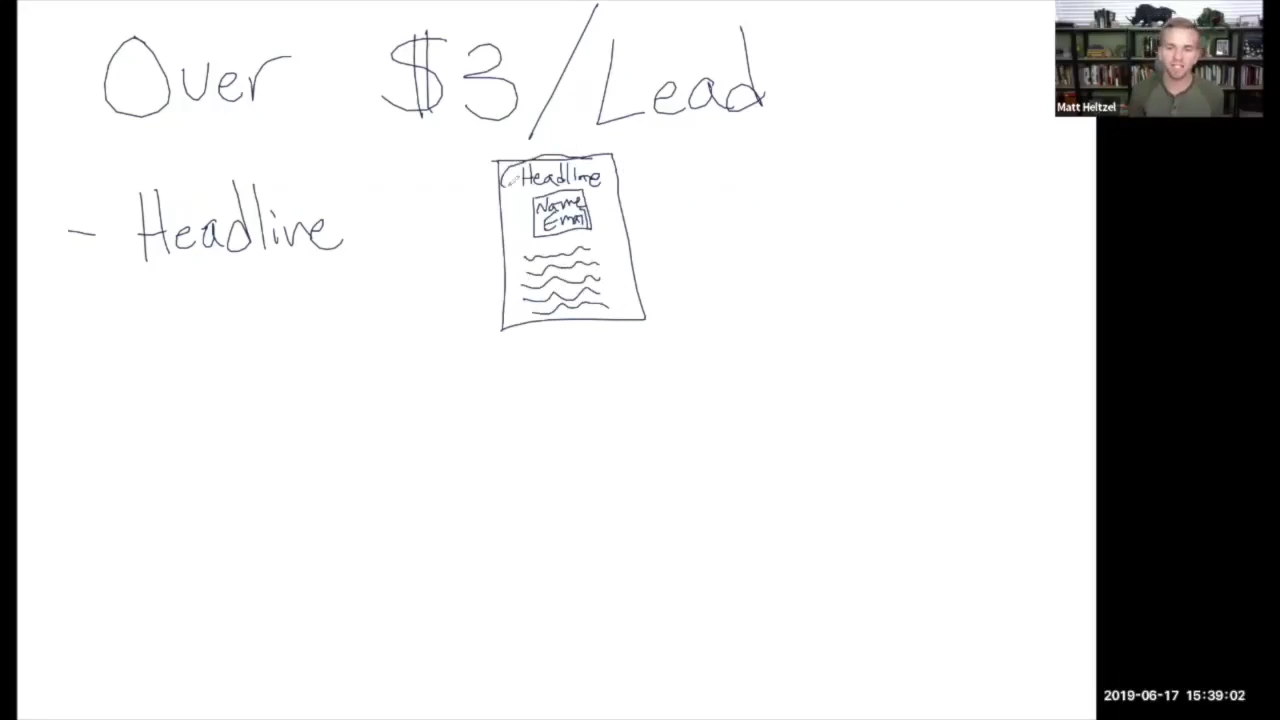 Over $3/Lead
Matt Heltzel
- Headline
Headline
Name
Email
2019-06-17 15:39:02